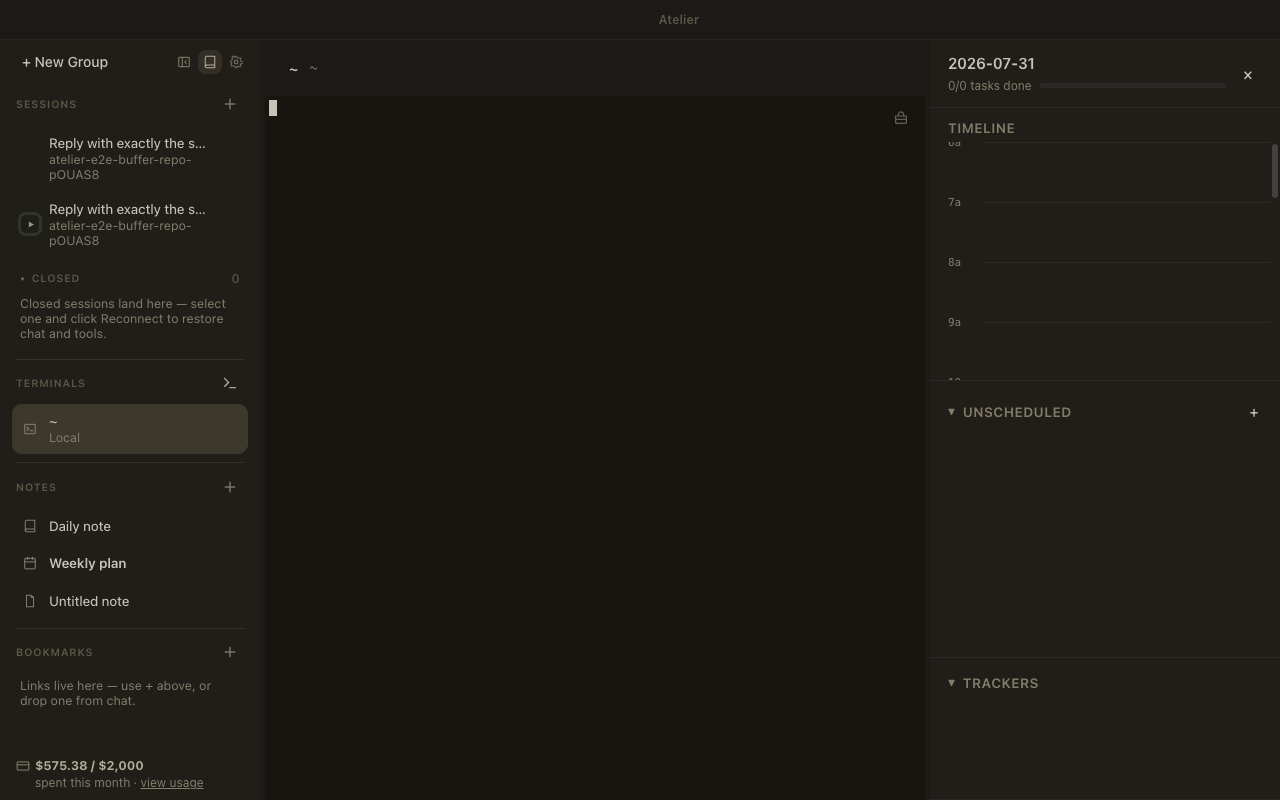 Atelier
+ New Group
SESSIONS
Reply with exactly the s...
atelier-e2e-buffer-repo-
pOUAS8
Reply with exactly the s...
atelier-e2e-buffer-repo-
pOUAS8
CLOSED 0
Closed sessions land here — select
one and click Reconnect to restore
chat and tools.
TERMINALS
~
Local
NOTES
Daily note
Weekly plan
Untitled note
BOOKMARKS
Links live here — use + above, or
drop one from chat.
$575.38 / $2,000
spent this month · view usage
~ ~
2026-07-31
0/0 tasks done
TIMELINE
7a
8a
9a
UNSCHEDULED
TRACKERS